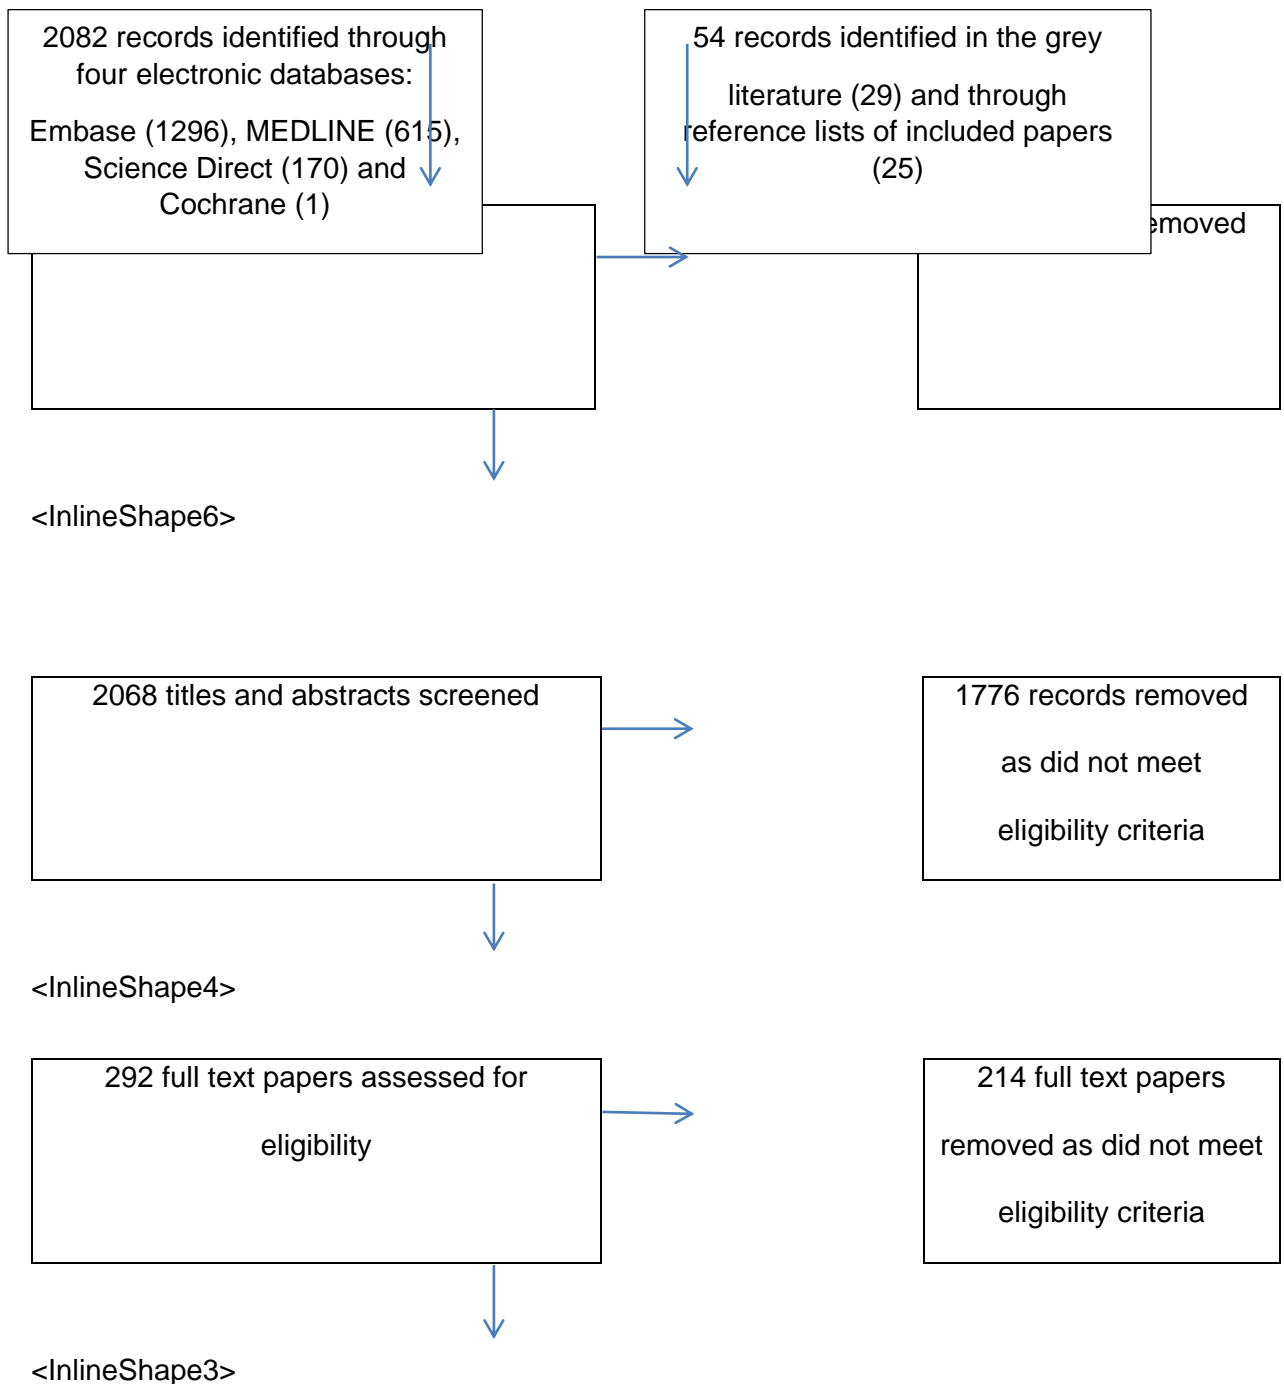 2082 records identified through
four electronic databases:
Embase (1296), MEDLINE (615),
Science Direct (170) and
Cochrane (1)
54 records identified in the grey
literature (29) and through
reference lists of included papers
(25)
<InlineShape6>
2068 titles and abstracts screened
1776 records removed
as did not meet
eligibility criteria
<InlineShape4>
292 full text papers assessed for
eligibility
214 full text papers
removed as did not meet
eligibility criteria
<InlineShape3>